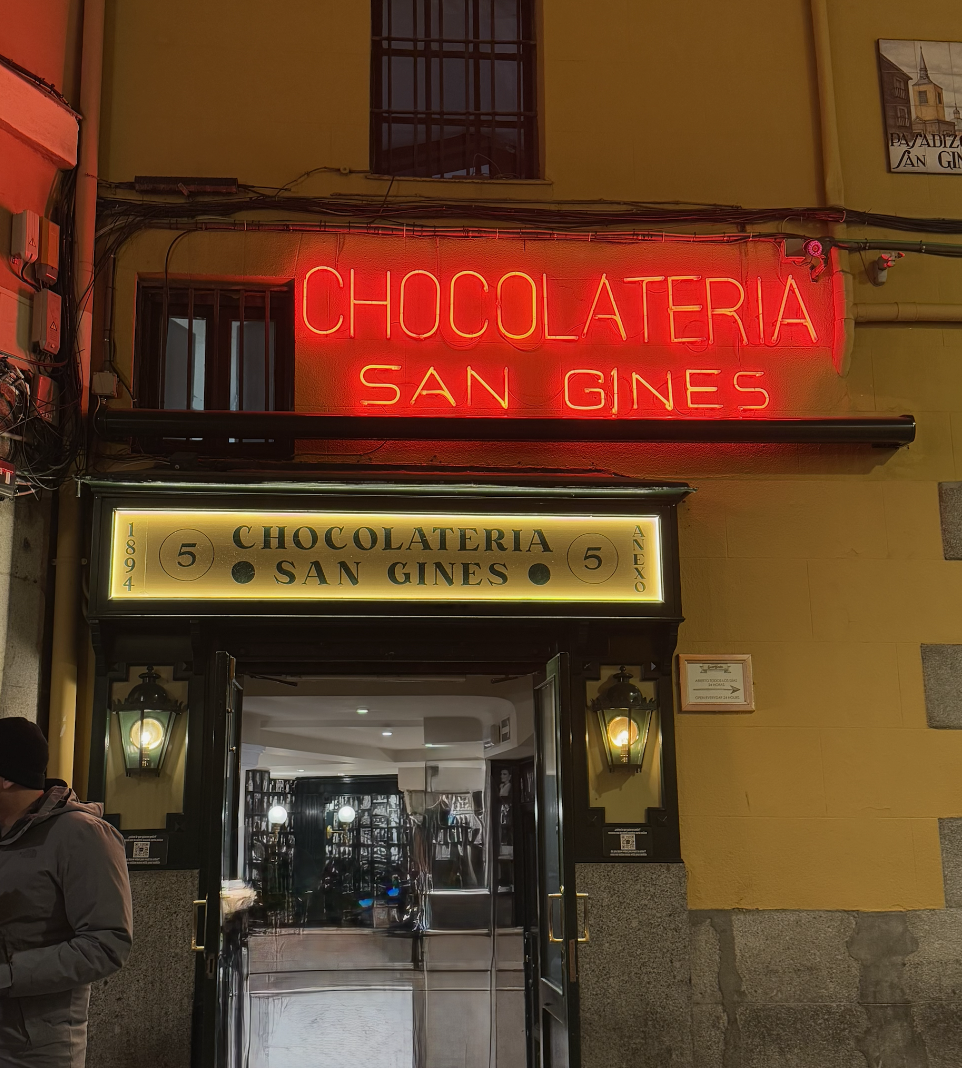 PASADIZO
SAN GIN
CHOCOLATERIA
SAN GINES
1894
5
CHOCOLATERIA
SAN GINES
5
ANEXO